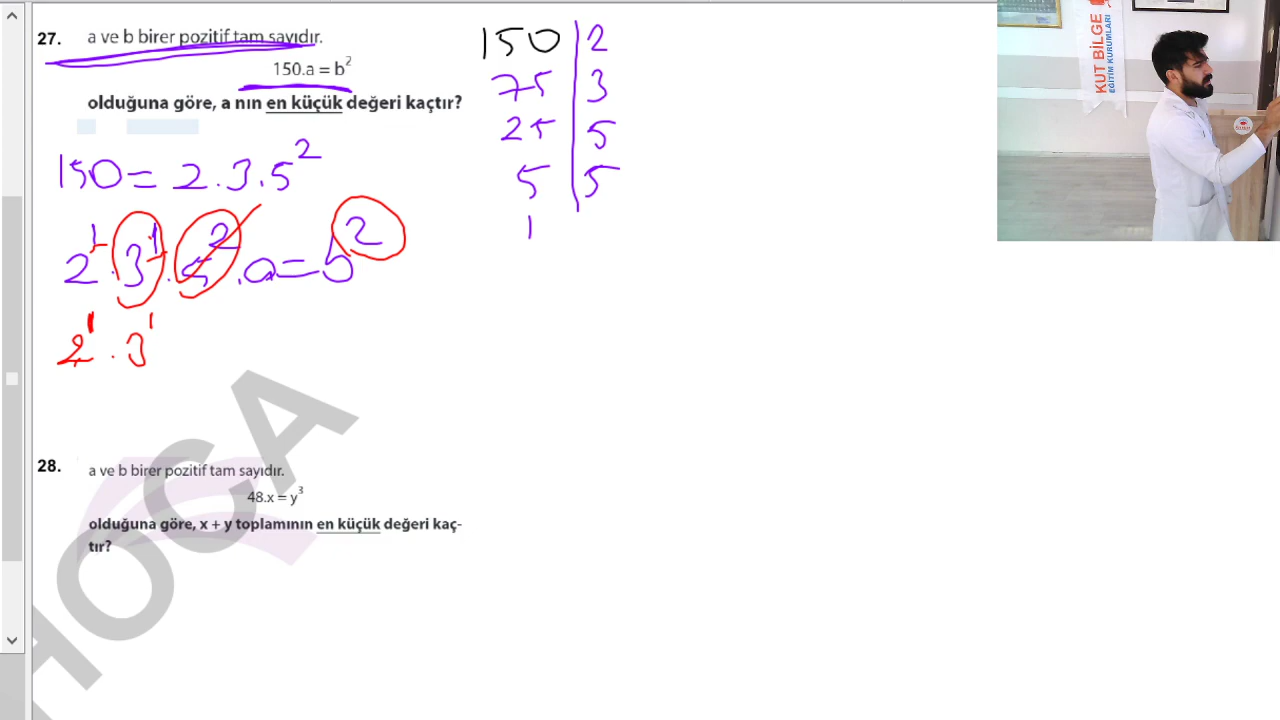 27. a ve b birer pozitif tam sayıdır.
150.a = b²
olduğuna göre, a nın en küçük değeri kaçtır?
150 = 2.3.5²
2¹.3¹.5².a = b²
2¹.3¹
150 | 2
75 | 3
25 | 5
5 | 5
1
KUT BİLGE
EĞİTİM KURUMLARI
28. a ve b birer pozitif tam sayıdır.
48.x = y³
olduğuna göre, x + y toplamının en küçük değeri kaç-
tır?
HOCA